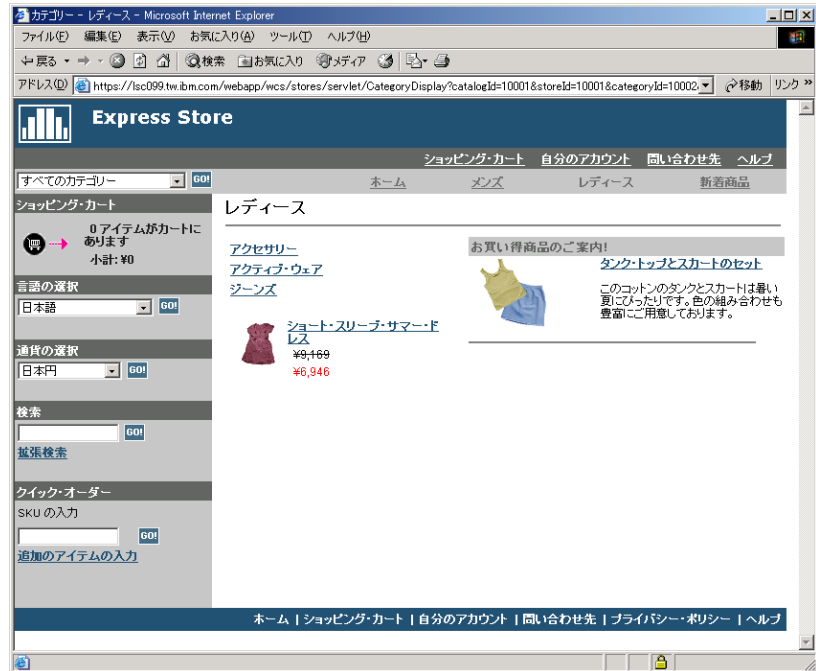 カテゴリー - レディース - Microsoft Internet Explorer
ファイル(F) 編集(E) 表示(V) お気に入り(A) ツール(T) ヘルプ(H)
戻る 検索 お気に入り メディア
アドレス(D) https://lsc099.tw.ibm.com/webapp/wcs/stores/servlet/CategoryDisplay?catalogId=10001&storeId=10001&categoryId=10002 移動 リンク »
Express Store
ショッピング・カート 自分のアカウント 問い合わせ先 ヘルプ
すべてのカテゴリー GO!
ホーム メンズ レディース 新着商品
ショッピング・カート
0 アイテムがカートに
あります
小計: ¥0
言語の選択
日本語 GO!
通貨の選択
日本円 GO!
検索
GO!
拡張検索
クイック・オーダー
SKU の入力
GO!
追加のアイテムの入力
レディース
アクセサリー
アクティブ・ウェア
ジーンズ
ショート・スリーブ・サマー・ド
レス
¥9,169
¥6,946
お買い得商品のご案内!
タンク・トップとスカートのセット
このコットンのタンクとスカートは暑い
夏にぴったりです。色の組み合わせも
豊富にご用意しております。
ホーム | ショッピング・カート | 自分のアカウント | 問い合わせ先 | プライバシー・ポリシー | ヘルプ